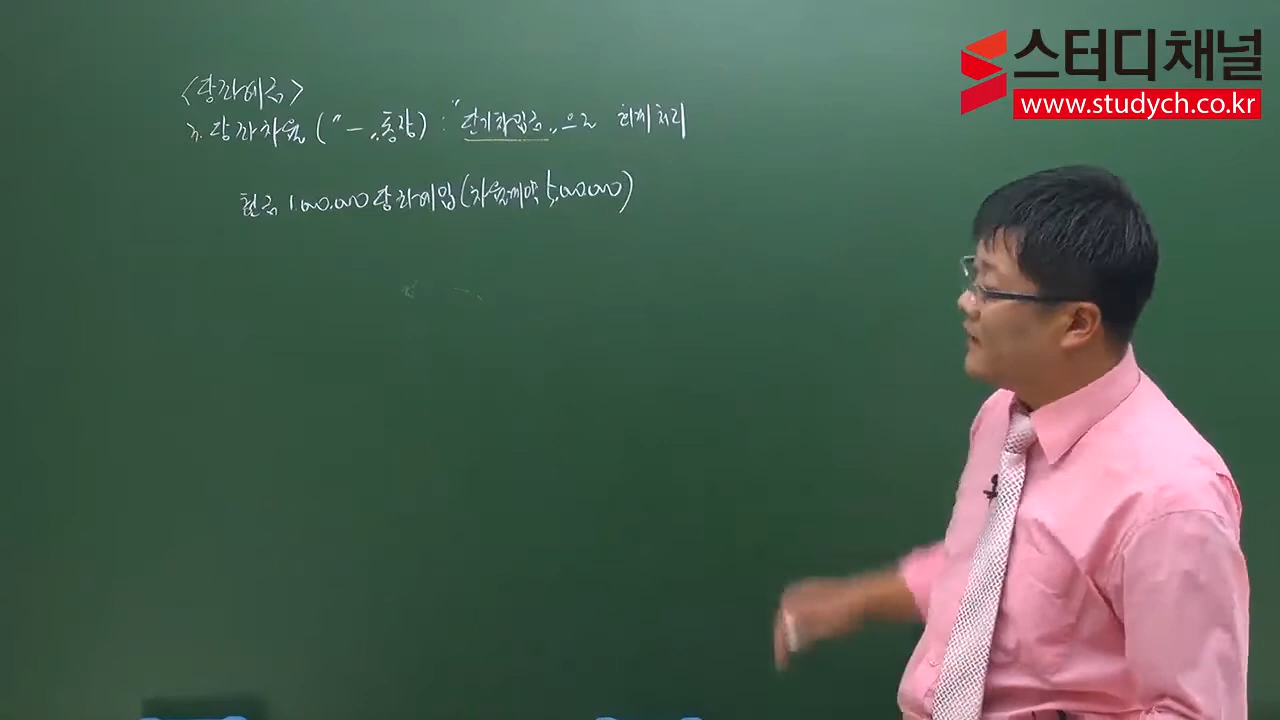 스터디채널
www.studych.co.kr
<당좌예금>
※ 당좌차월 ("－"통장) : "단기차입금"으로 회계처리
현금 1,000,000 당좌예입 (차월계약 5,000,000)